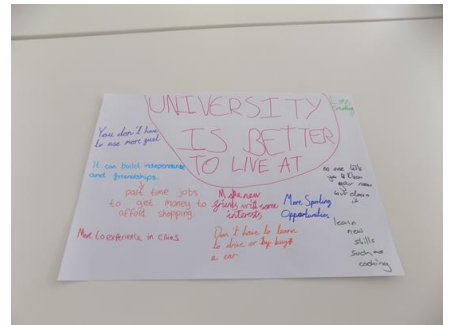 UNIVERSITY
IS BETTER
TO LIVE AT
You don't have
to use more fuel
It can build independence
and friendships.
part time jobs
to get money to
afford shopping
Make new
friends with same
interests
More Sporting
Opportunities
no one tells
you to clean
your room
learn
new
skills
such as
cooking
Don't have to learn
to drive or buy
a car
More to experience in cities